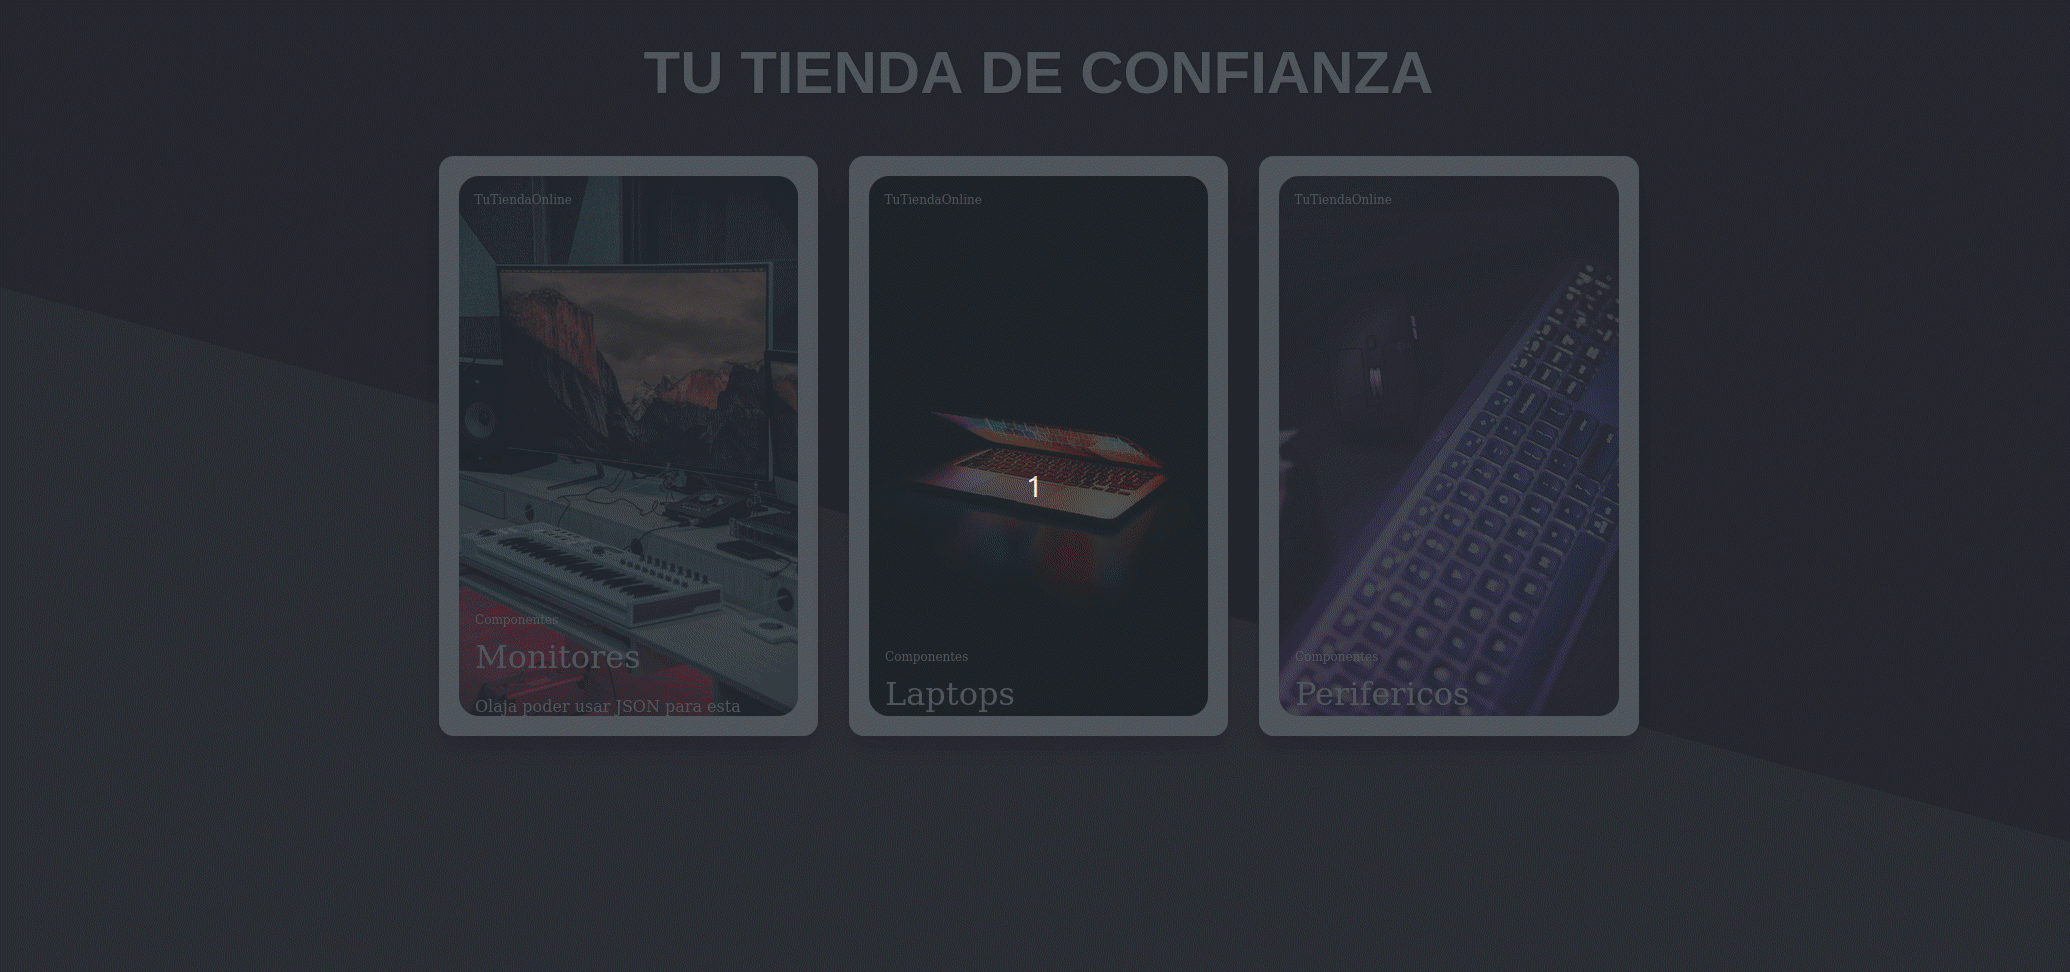 TU TIENDA DE CONFIANZA
TuTiendaOnline
Componentes
Monitores
Olaja poder usar JSON para esta
TuTiendaOnline
1
Componentes
Laptops
TuTiendaOnline
Componentes
Perifericos